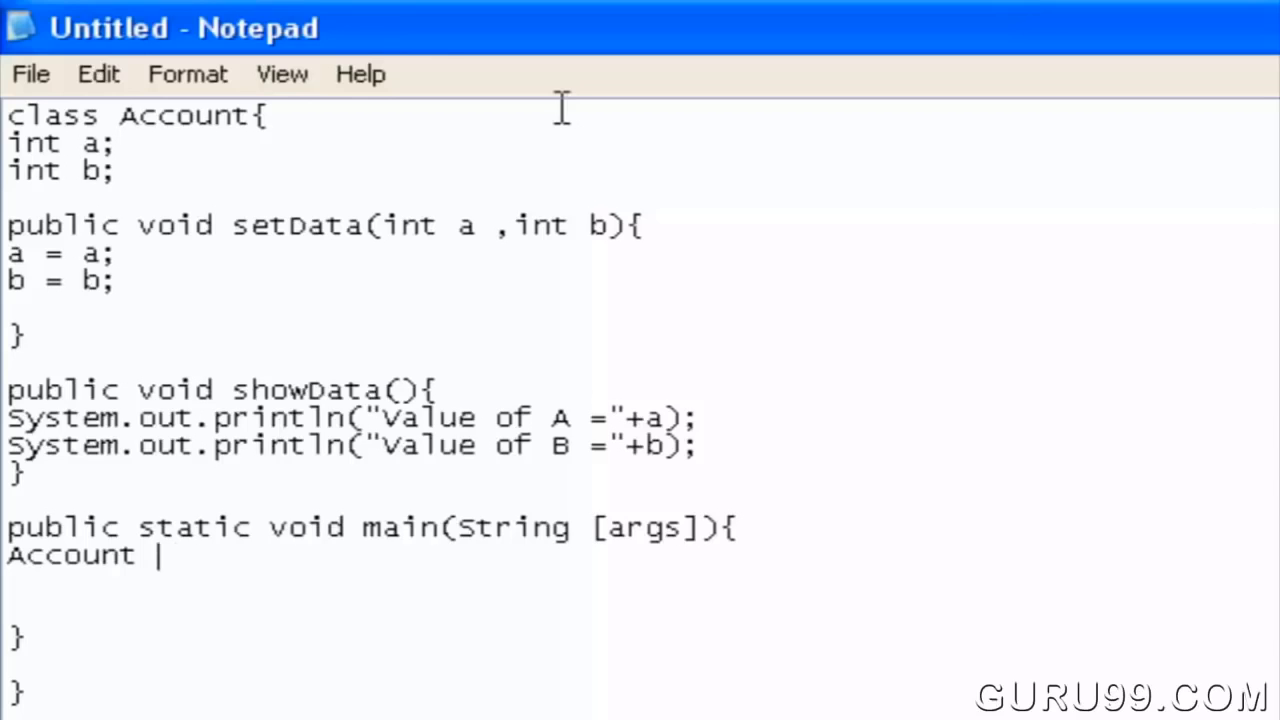 Untitled - Notepad
File Edit Format View Help
class Account{
int a;
int b;
public void setData(int a ,int b){
a = a;
b = b;
}
public void showData(){
System.out.println("Value of A ="+a);
System.out.println("Value of B ="+b);
}
public static void main(String [args]){
Account
}
}
GURU99.COM